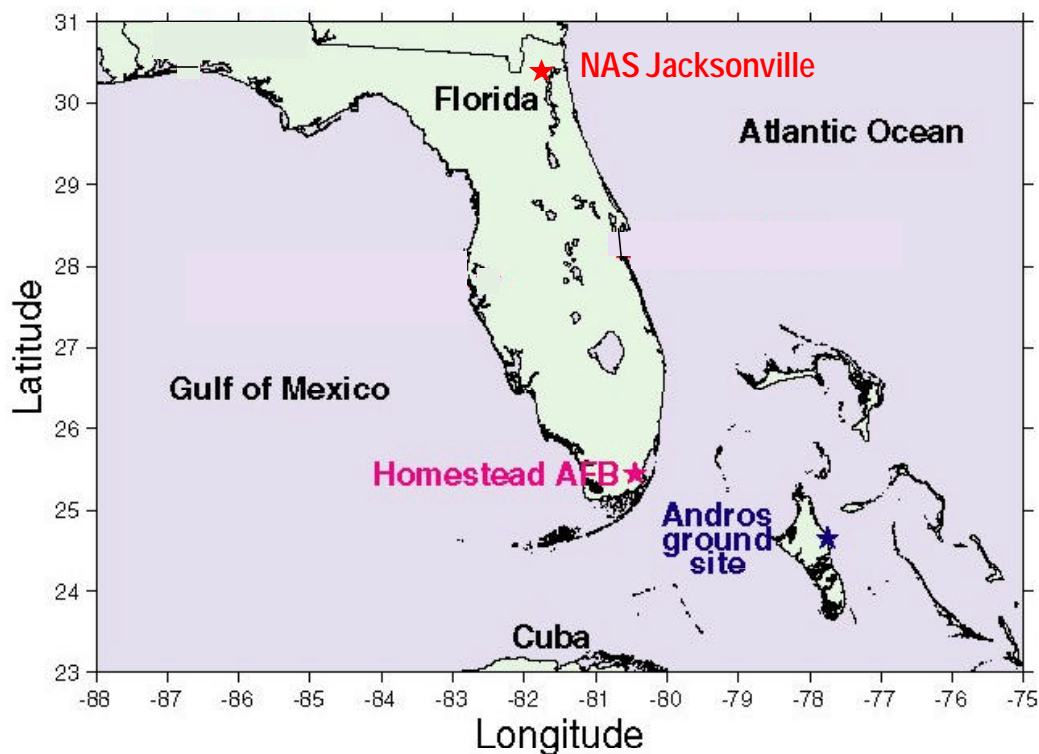 31
30
29
28
27
26
25
24
23
Latitude
NAS Jacksonville
Florida
Atlantic Ocean
Gulf of Mexico
Homestead AFB
Andros
ground
site
Cuba
-88 -87 -86 -85 -84 -83 -82 -81 -80 -79 -78 -77 -76 -75
Longitude